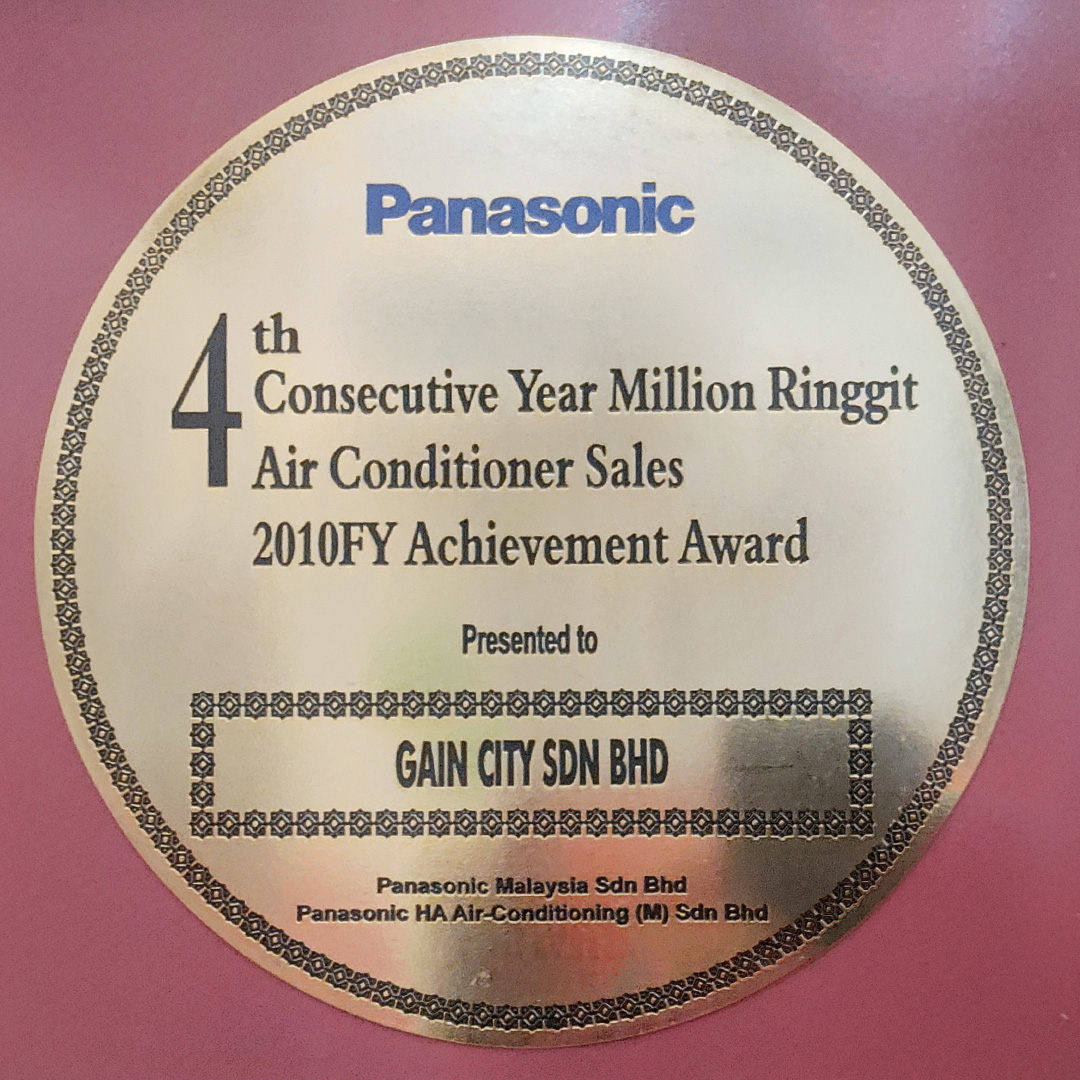 Panasonic
4th
Consecutive Year Million Ringgit
Air Conditioner Sales
2010FY Achievement Award
Presented to
GAIN CITY SDN BHD
Panasonic Malaysia Sdn Bhd
Panasonic HA Air-Conditioning (M) Sdn Bhd